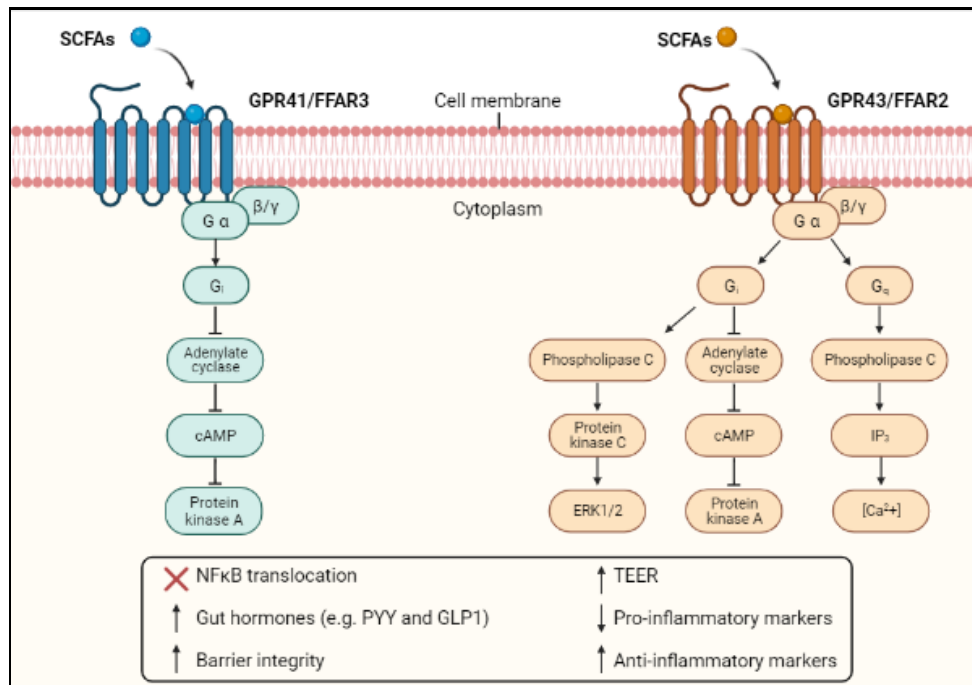 SCFAs
SCFAs
GPR41/FFAR3
Cell membrane
GPR43/FFAR2
β/γ
Cytoplasm
β/γ
G α
G α
Gᵢ
Gᵢ
G_q
Adenylate
cyclase
Phospholipase C
Adenylate
cyclase
Phospholipase C
cAMP
Protein
kinase C
cAMP
IP₃
Protein
kinase A
ERK1/2
Protein
kinase A
[Ca²+]
NFκB translocation
↑ TEER
↑ Gut hormones (e.g. PYY and GLP1)
↓ Pro-inflammatory markers
↑ Barrier integrity
↑ Anti-inflammatory markers